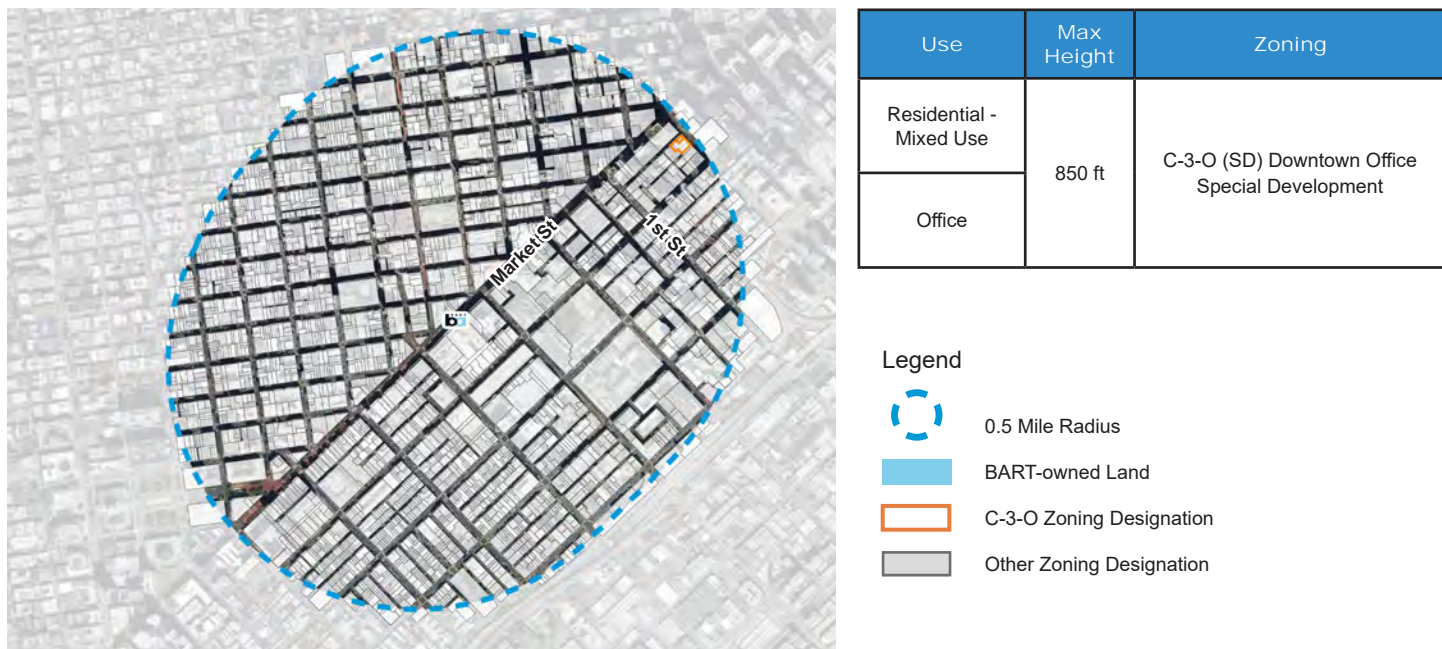 Market St
1st St
ba
Use
Max
Height
Zoning
Residential -
Mixed Use
850 ft
C-3-O (SD) Downtown Office
Special Development
Office
Legend
0.5 Mile Radius
BART-owned Land
C-3-O Zoning Designation
Other Zoning Designation